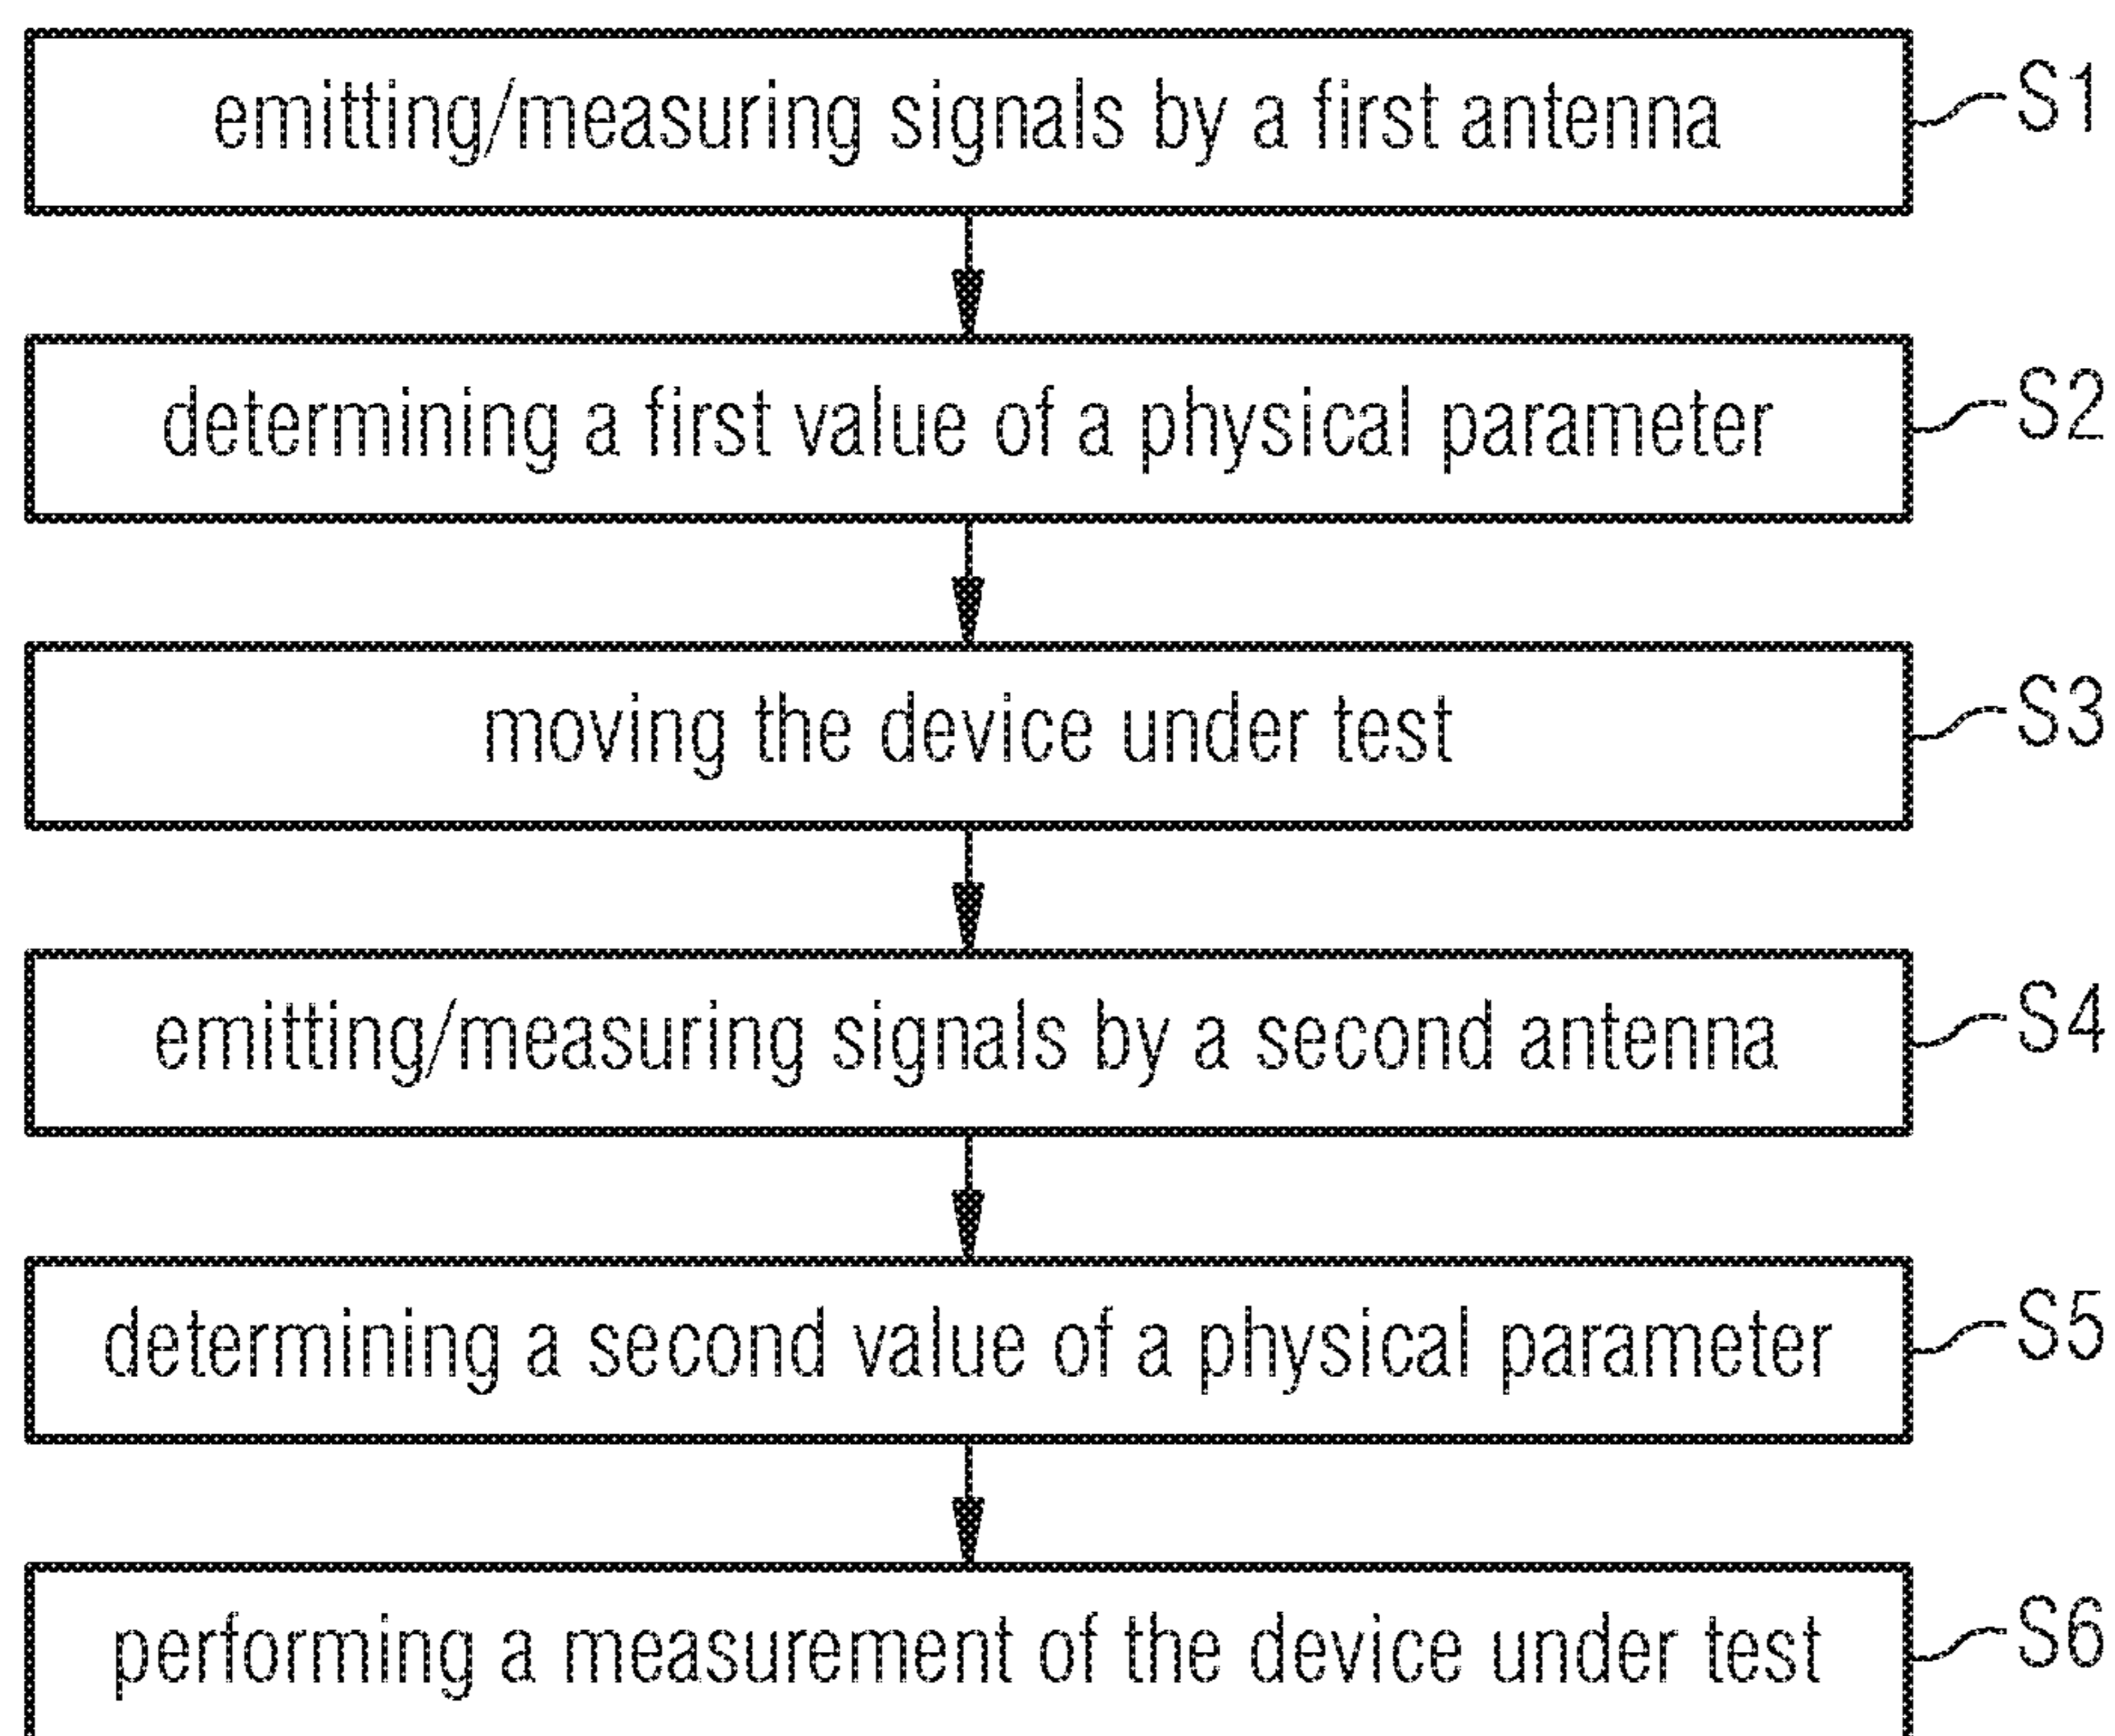 emitting/measuring signals by a first antenna S1
determining a first value of a physical parameter S2
moving the device under test S3
emitting/measuring signals by a second antenna S4
determining a second value of a physical parameter S5
performing a measurement of the device under test S6